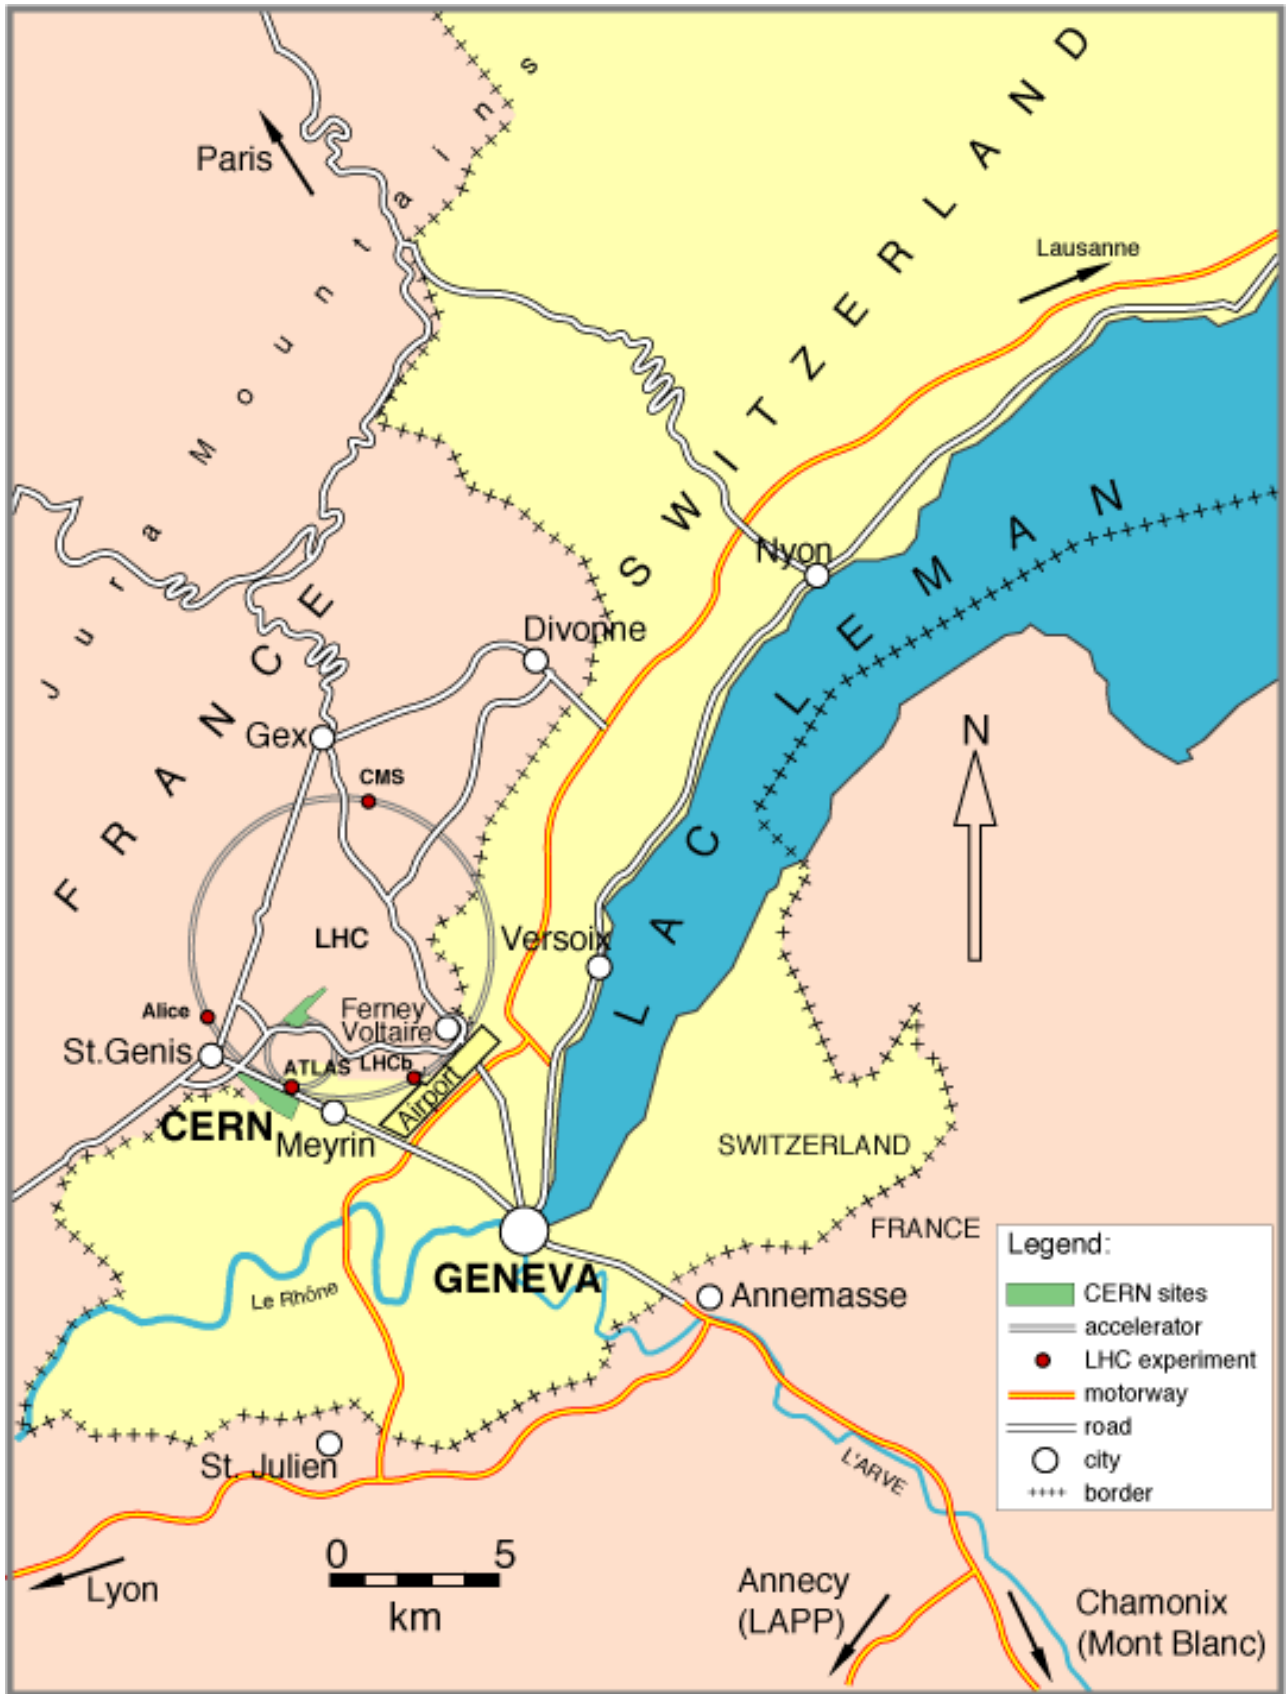 Paris
Jura Mountains
SWITZERLAND
Lausanne
FRANCE
LAC LEMAN
Nyon
Divonne
Gex
CMS
N
LHC
Versoix
Alice
Ferney
Voltaire
St.Genis
ATLAS
LHCb
Airport
CERN
Meyrin
SWITZERLAND
FRANCE
GENEVA
Le Rhône
Annemasse
St. Julien
L'ARVE
Legend:
CERN sites
accelerator
LHC experiment
motorway
road
city
border
0 5
km
Lyon
Annecy
(LAPP)
Chamonix
(Mont Blanc)